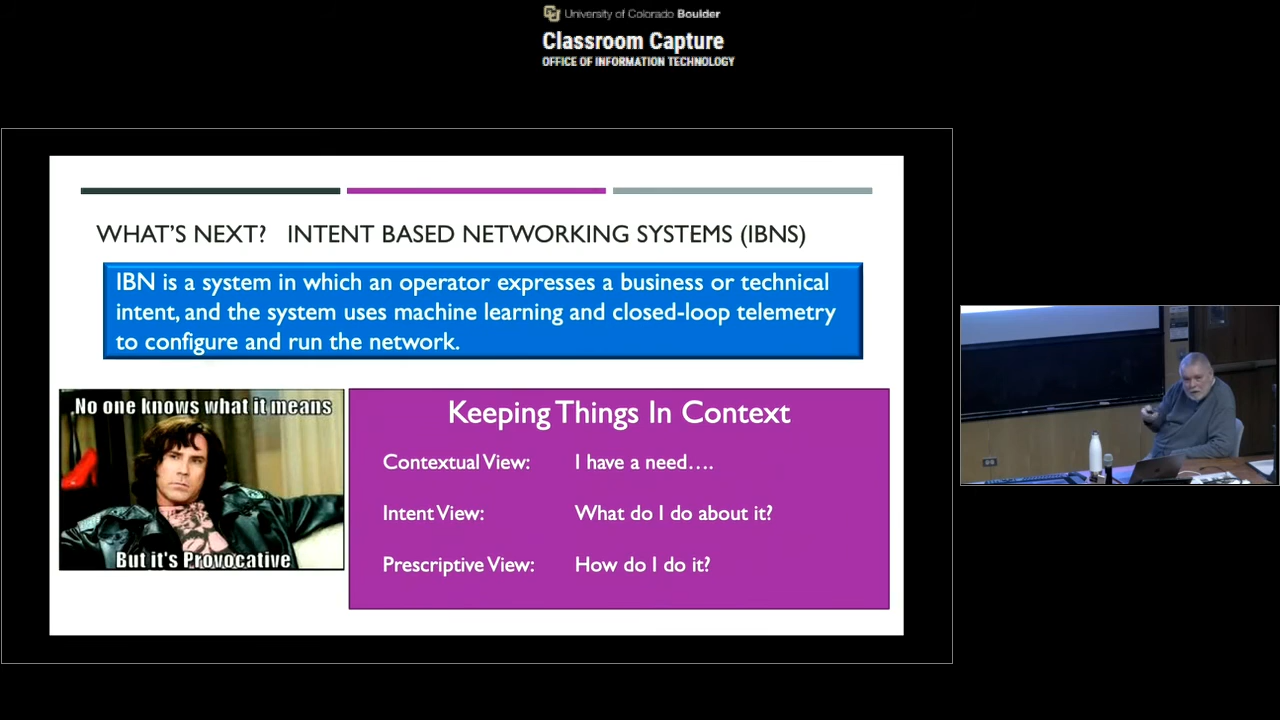 University of Colorado Boulder
Classroom Capture
OFFICE OF INFORMATION TECHNOLOGY
WHAT'S NEXT? INTENT BASED NETWORKING SYSTEMS (IBNS)
IBN is a system in which an operator expresses a business or technical
intent, and the system uses machine learning and closed-loop telemetry
to configure and run the network.
No one knows what it means
But it's Provocative
Keeping Things In Context
Contextual View: I have a need….
Intent View: What do I do about it?
Prescriptive View: How do I do it?